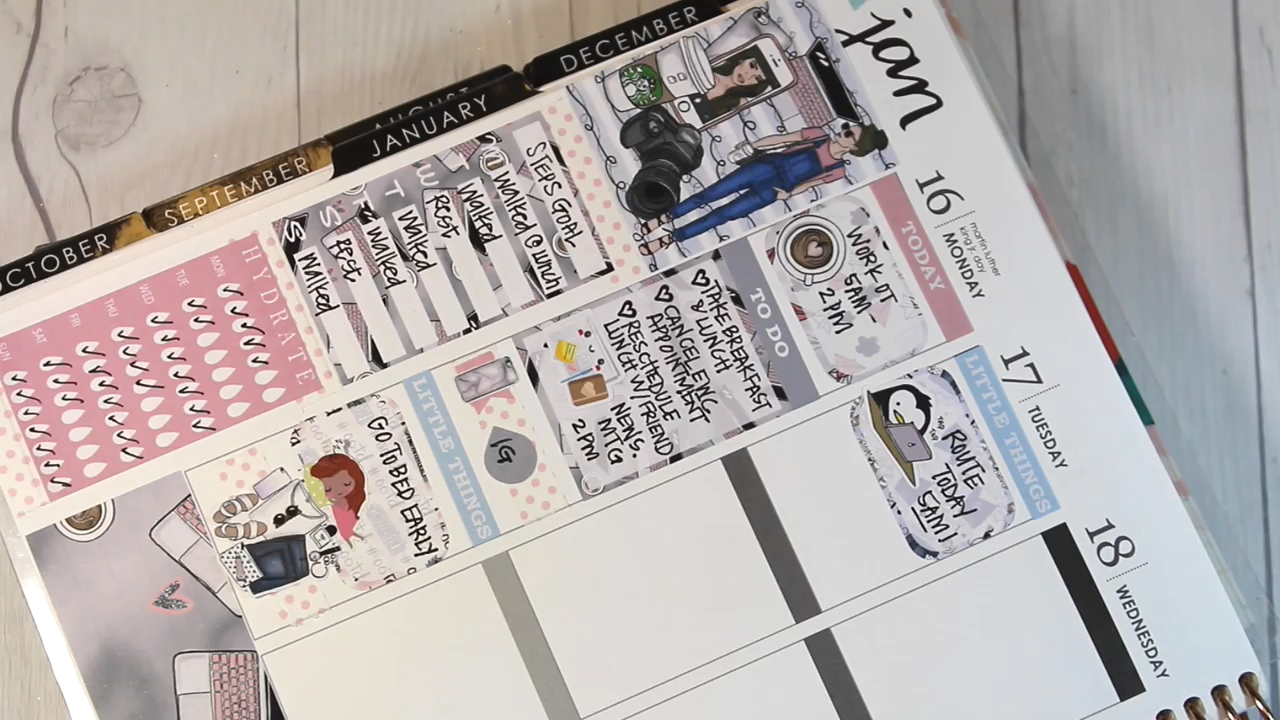 DECEMBER
AUGUST
JANUARY
SEPTEMBER
OCTOBER
jan
HYDRATE
MON
TUE
WED
THU
FRI
SAT
SUN
STEPS GOAL
M
WALKED @ LUNCH
T
WALKED
W
REST
T
WALKED
F
WALKED
S
REST
S
WALKED
16
MONDAY
martin luther
king jr. day
TODAY
WORK OT
5AM-
2PM
TO DO
TAKE BREAKFAST
& LUNCH
CANCEL EWC
APPOINTMENT
RESCHEDULE
LUNCH W/FRIEND
NEWS.
MTG
2PM
IG
LITTLE THINGS
GO TO BED EARLY
17
TUESDAY
LITTLE THINGS
TAP TAP
ROUTE
TODAY
5AM!
18
WEDNESDAY